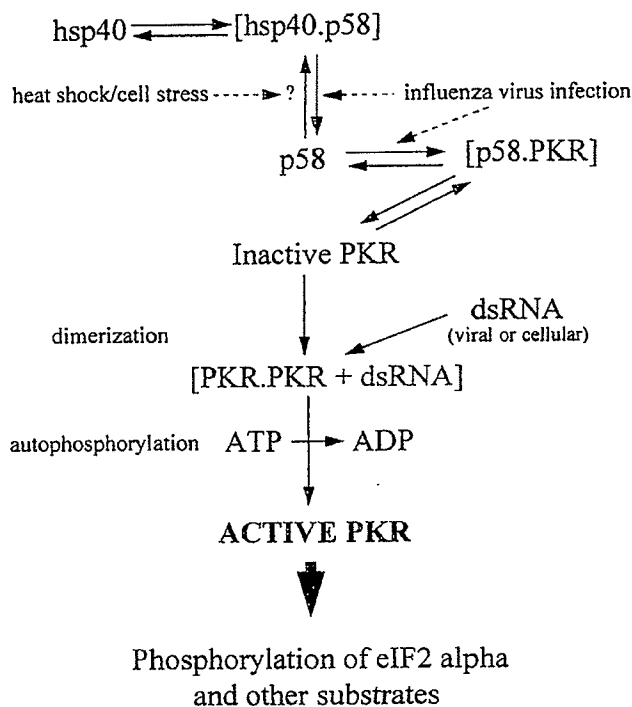 hsp40 [hsp40.p58]
heat shock/cell stress ? influenza virus infection
p58 [p58.PKR]
Inactive PKR
dsRNA
(viral or cellular)
dimerization
[PKR.PKR + dsRNA]
autophosphorylation ATP ADP
ACTIVE PKR
Phosphorylation of eIF2 alpha
and other substrates